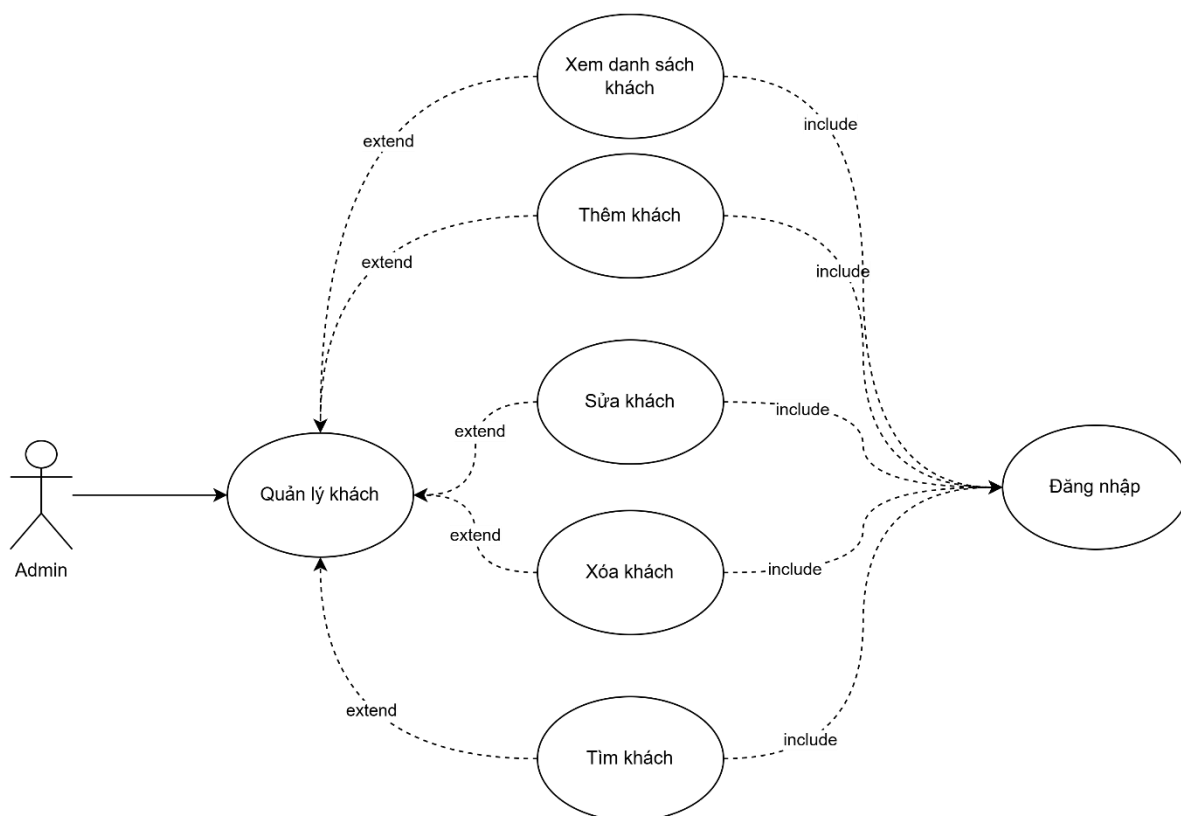 Xem danh sách
khách
include
extend
Thêm khách
extend
include
Sửa khách
include
extend
Admin
Quản lý khách
Đăng nhập
extend
Xóa khách
include
extend
Tìm khách
include